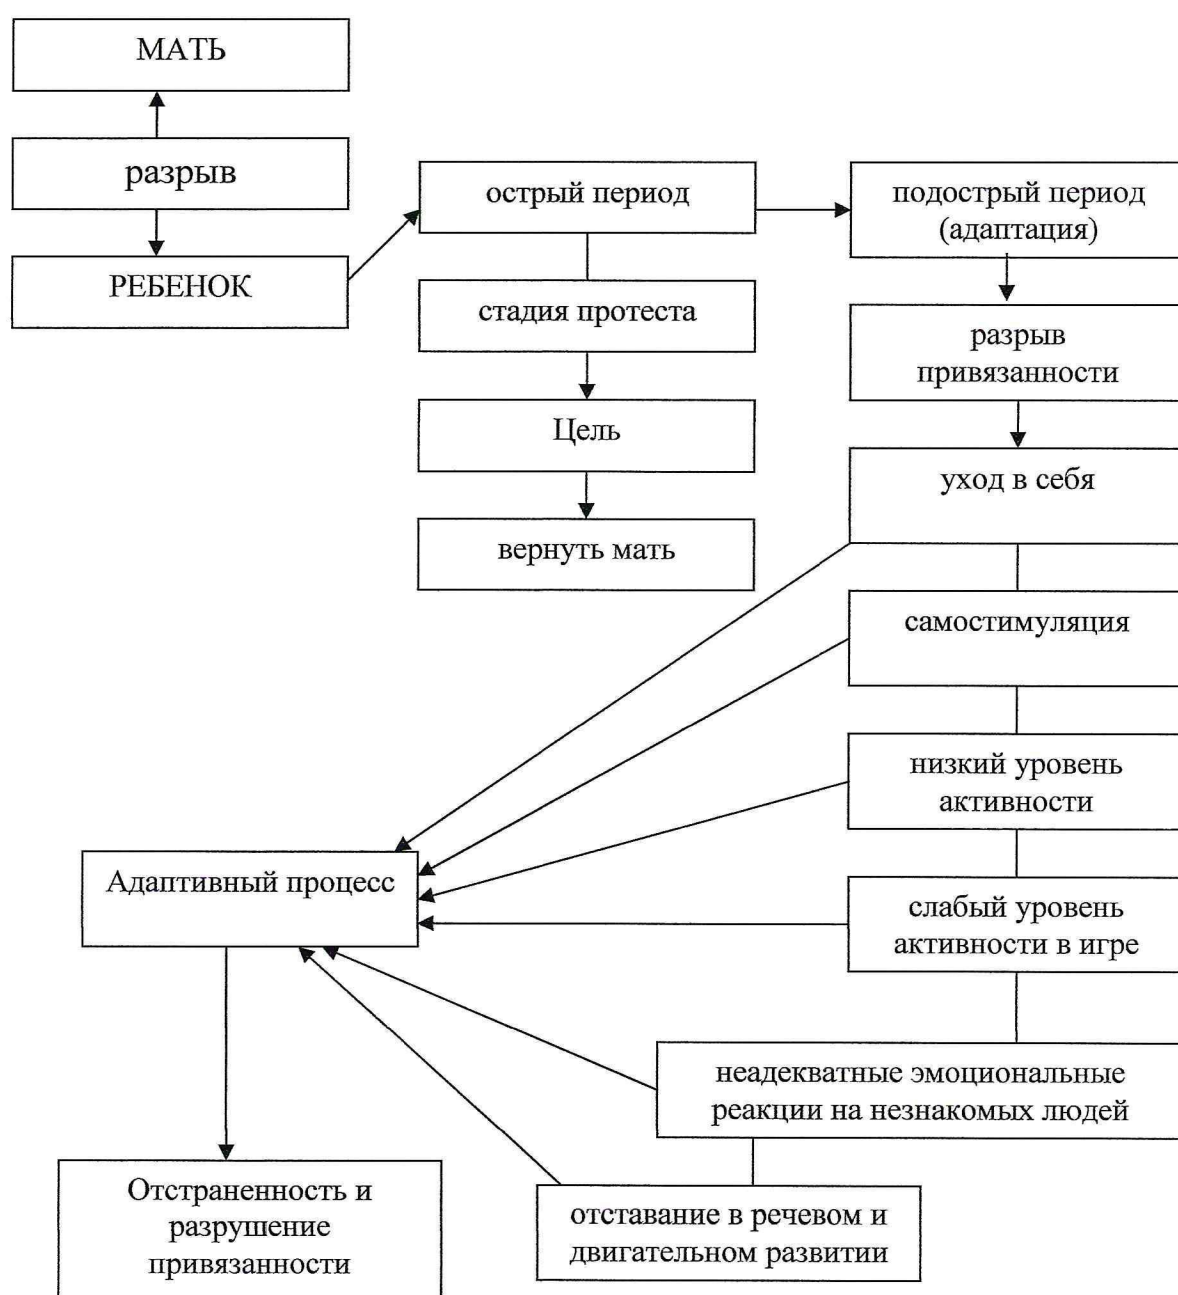 МАТЬ
разрыв
РЕБЕНОК
острый период
стадия протеста
Цель
вернуть мать
подострый период
(адаптация)
разрыв
привязанности
уход в себя
самостимуляция
низкий уровень
активности
слабый уровень
активности в игре
неадекватные эмоциональные
реакции на незнакомых людей
отставание в речевом и
двигательном развитии
Адаптивный процесс
Отстраненность и
разрушение
привязанности